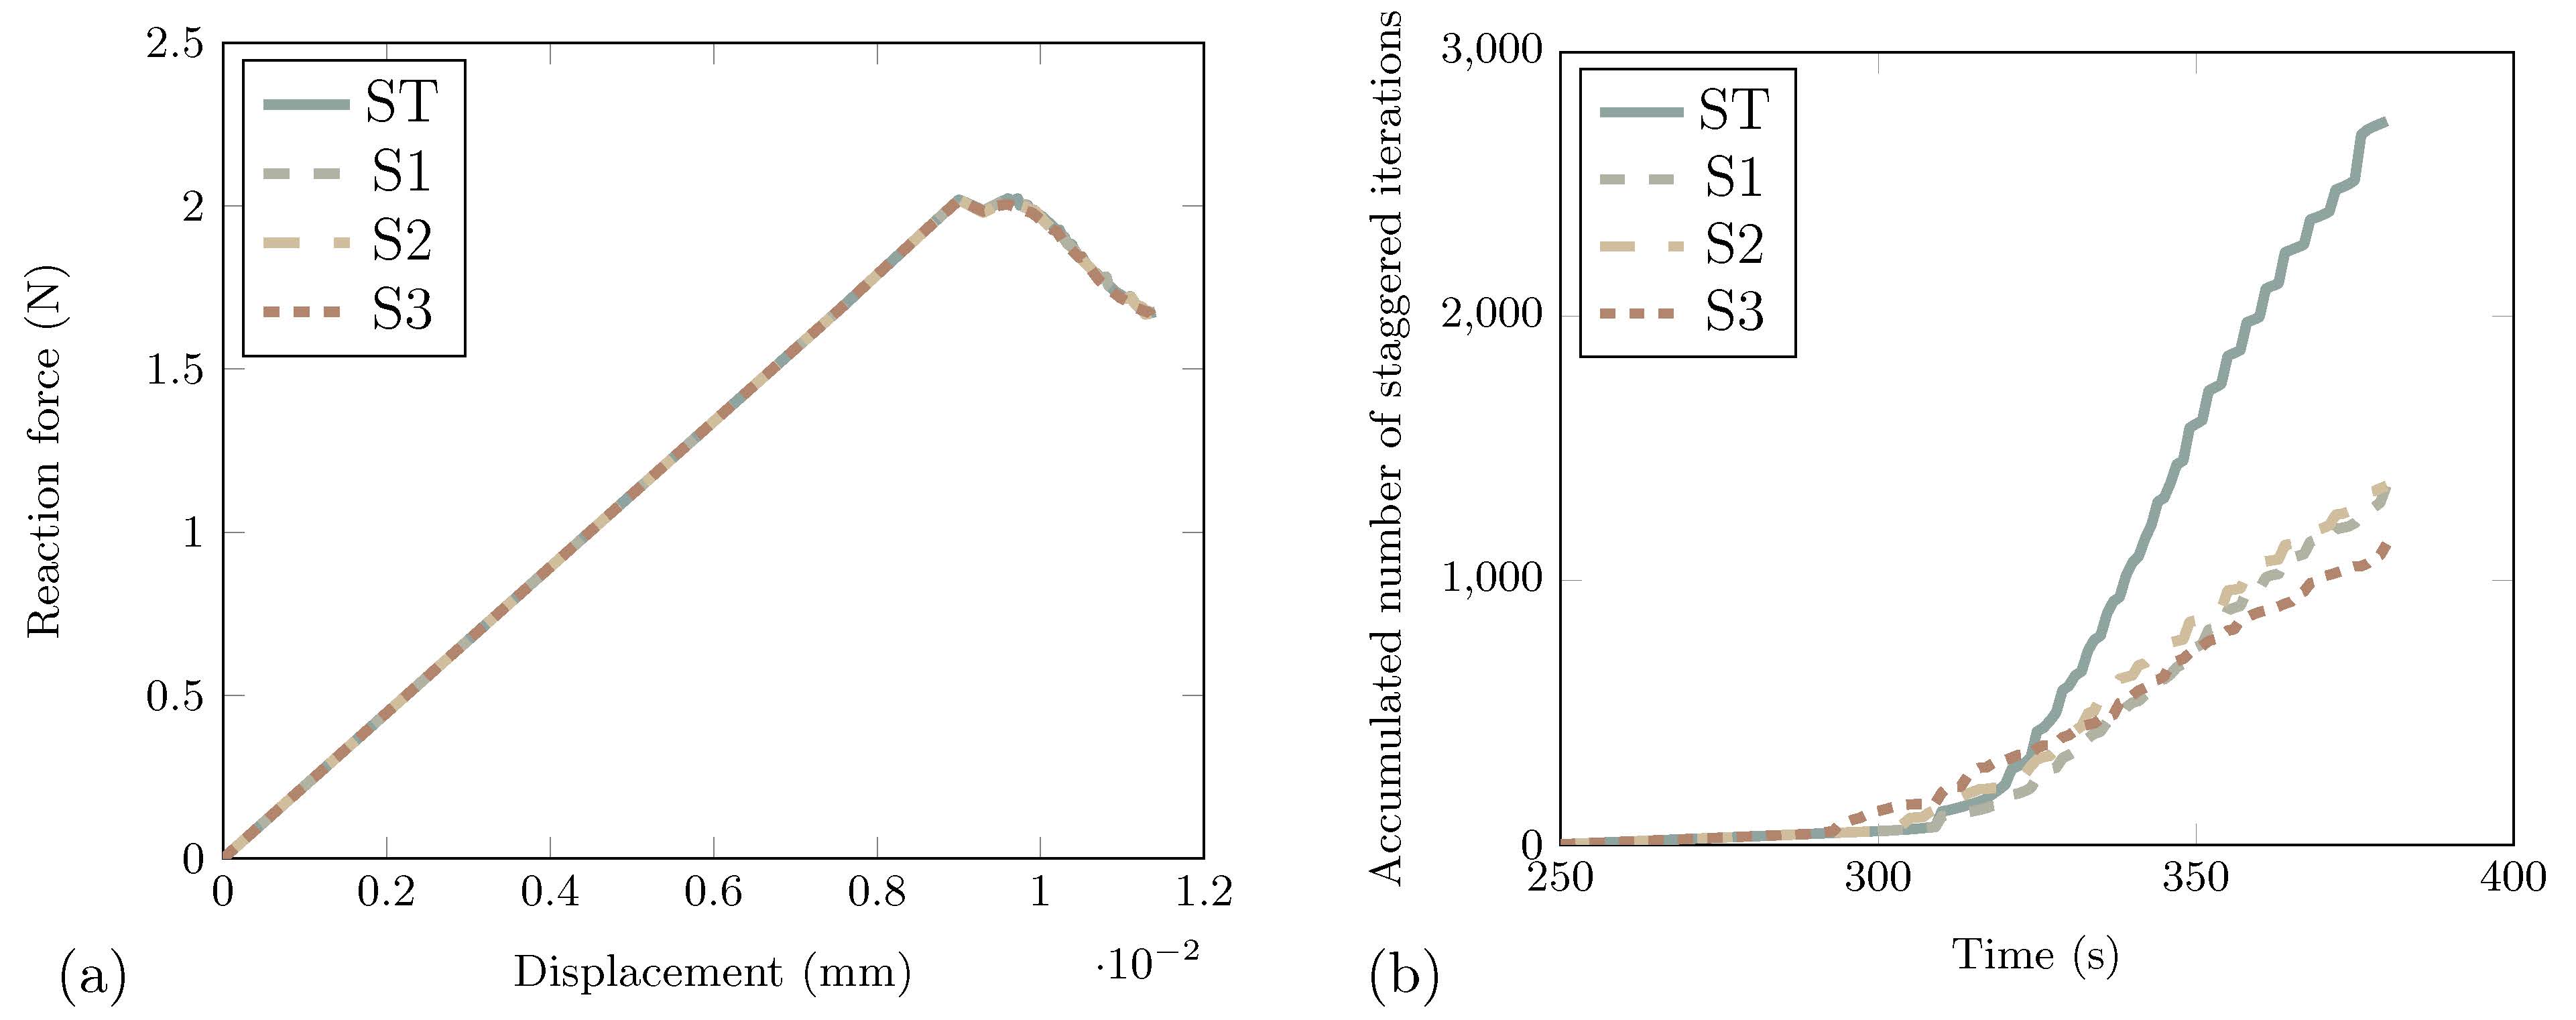 2.5
2
1.5
1
0.5
0
0 0.2 0.4 0.6 0.8 1 1.2
·10−2
Reaction force (N)
Displacement (mm)
ST
S1
S2
S3
(a)
3,000
2,000
1,000
0
250 300 350 400
Accumulated number of staggered iterations
Time (s)
ST
S1
S2
S3
(b)